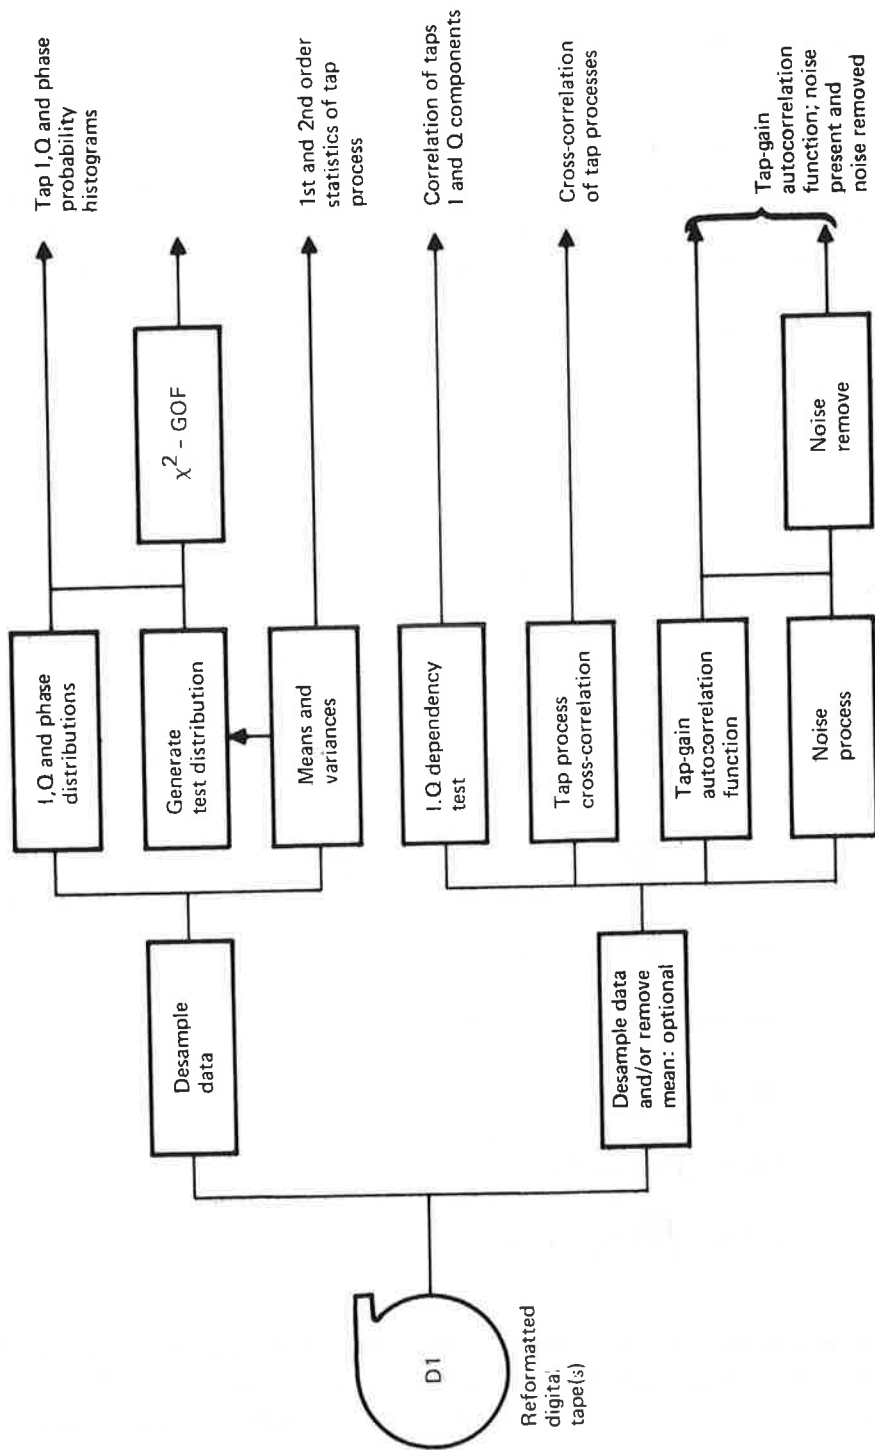 D1
Reformatted
digital
tape(s)
Desample
data
Desample data
and/or remove
mean: optional
I,Q and phase
distributions
Generate
test distribution
Means and
variances
I.Q dependency
test
Tap process
cross-correlation
Tap-gain
autocorrelation
function
Noise
process
χ² - GOF
Noise
remove
Tap I,Q and phase
probability
histograms
1st and 2nd order
statistics of tap
process
Correlation of taps
I and Q components
Cross-correlation
of tap processes
Tap-gain
autocorrelation
function; noise
present and
noise removed